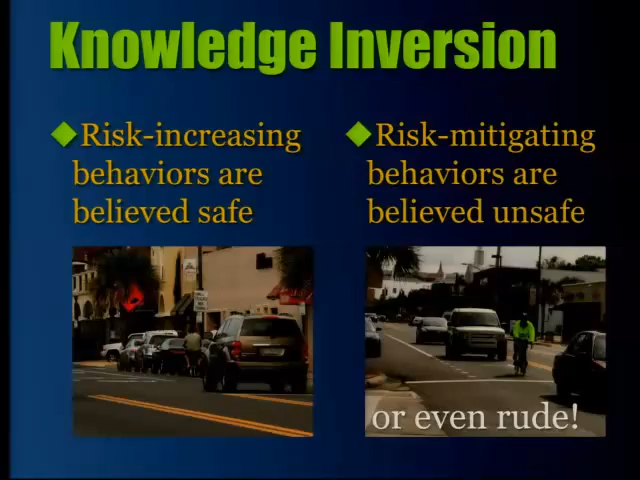 Knowledge Inversion
Risk-increasing
behaviors are
believed safe
Risk-mitigating
behaviors are
believed unsafe
or even rude!